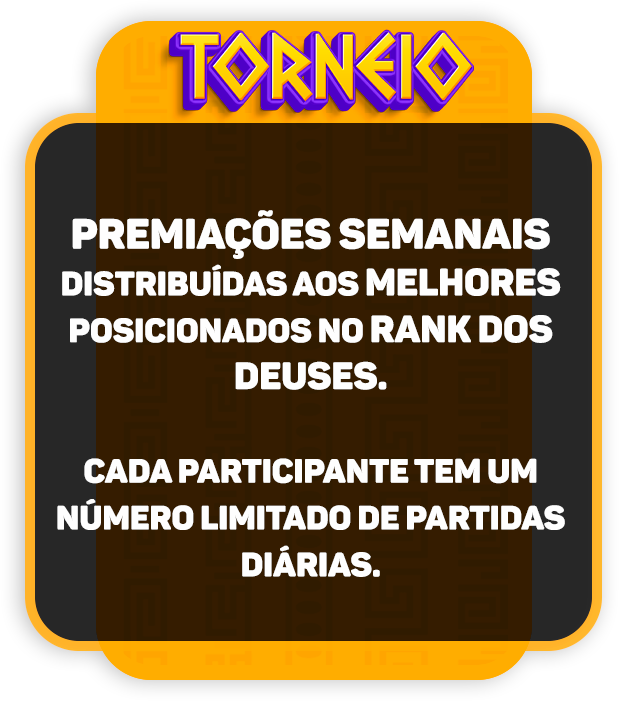 TORNEIO
PREMIAÇÕES SEMANAIS
DISTRIBUÍDAS AOS MELHORES
POSICIONADOS NO RANK DOS
DEUSES.
CADA PARTICIPANTE TEM UM
NÚMERO LIMITADO DE PARTIDAS
DIÁRIAS.